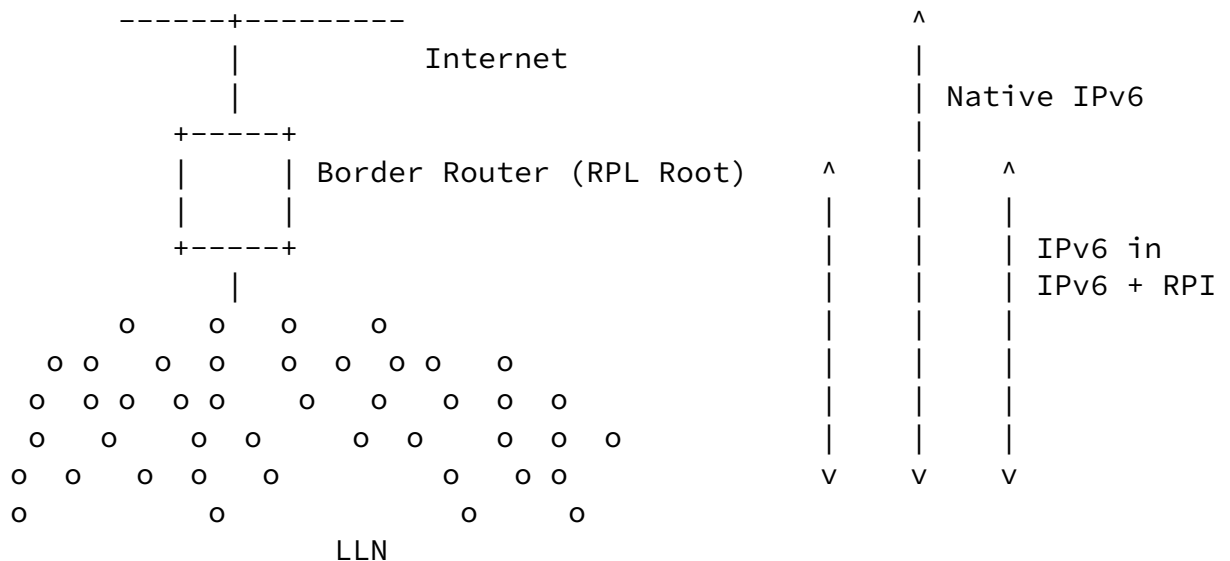 Internet
Native IPv6
Border Router (RPL Root)
IPv6 in
IPv6 + RPI
LLN